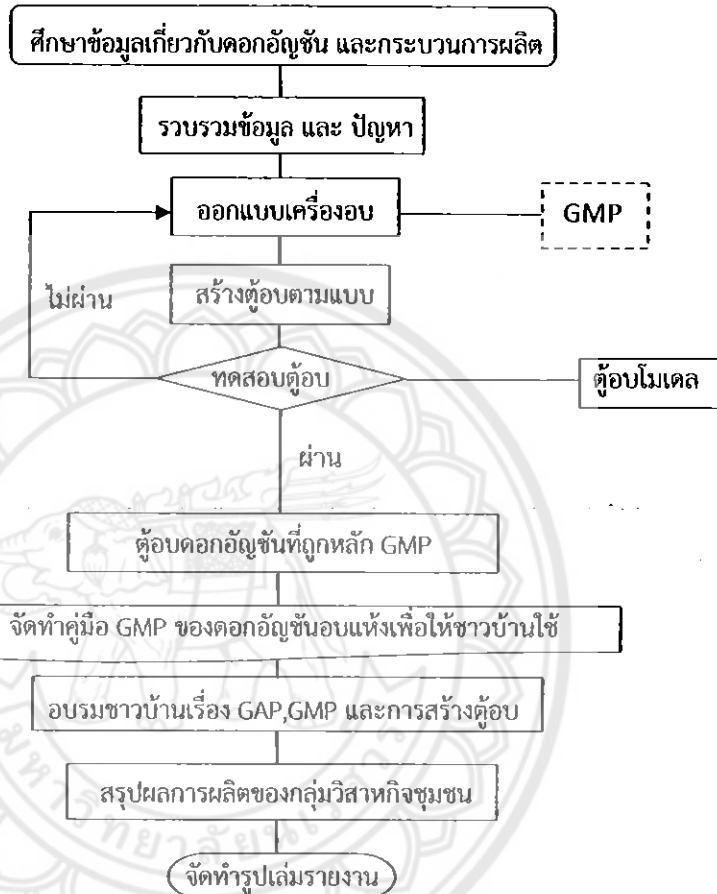 ศึกษาข้อมูลเกี่ยวกับดอกอัญชัน และกระบวนการผลิต
รวบรวมข้อมูล และ ปัญหา
ออกแบบเครื่องอบ
GMP
สร้างตู้อบตามแบบ
ไม่ผ่าน
ทดสอบตู้อบ
ตู้อบโมเดล
ผ่าน
ตู้อบดอกอัญชันที่ถูกหลัก GMP
จัดทำคู่มือ GMP ของดอกอัญชันอบแห้งเพื่อให้ชาวบ้านใช้
อบรมชาวบ้านเรื่อง GAP,GMP และการสร้างตู้อบ
สรุปผลการผลิตของกลุ่มวิสาหกิจชุมชน
จัดทำรูปเล่มรายงาน